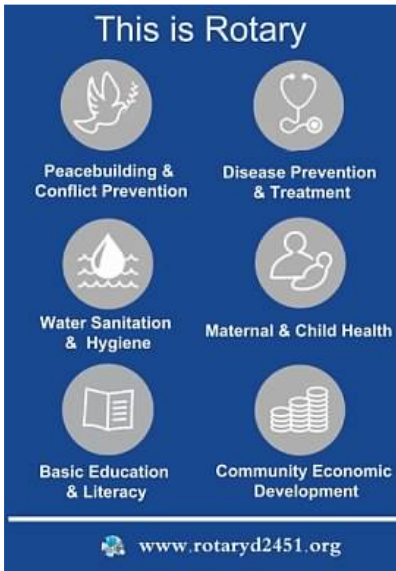 This is Rotary
Peacebuilding &
Conflict Prevention
Disease Prevention
& Treatment
Water Sanitation
& Hygiene
Maternal & Child Health
Basic Education
& Literacy
Community Economic
Development
www.rotaryd2451.org